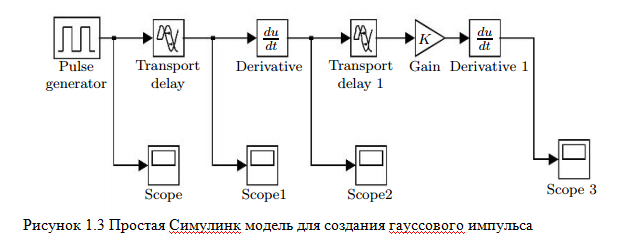 du
dt
du
dt
K
Pulse
generator
Transport
delay
Derivative
Transport
delay 1
Gain
Derivative 1
Scope
Scope1
Scope2
Scope 3
Рисунок 1.3 Простая Симулинк модель для создания гауссового импульса